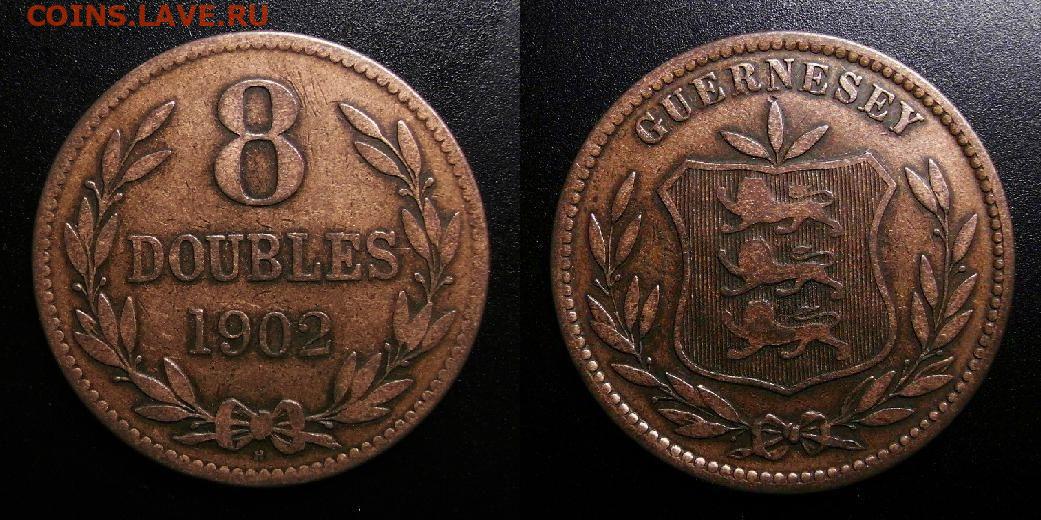 COINS.LAVE.RU
8
DOUBLES
1902
H
GUERNESEY